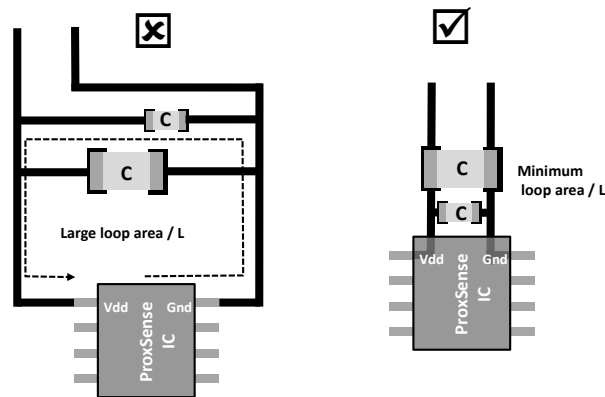 C
C
Large loop area / L
Vdd
Gnd
ProxSense
IC
C
Minimum
loop area / L
C
Vdd
Gnd
ProxSense
IC